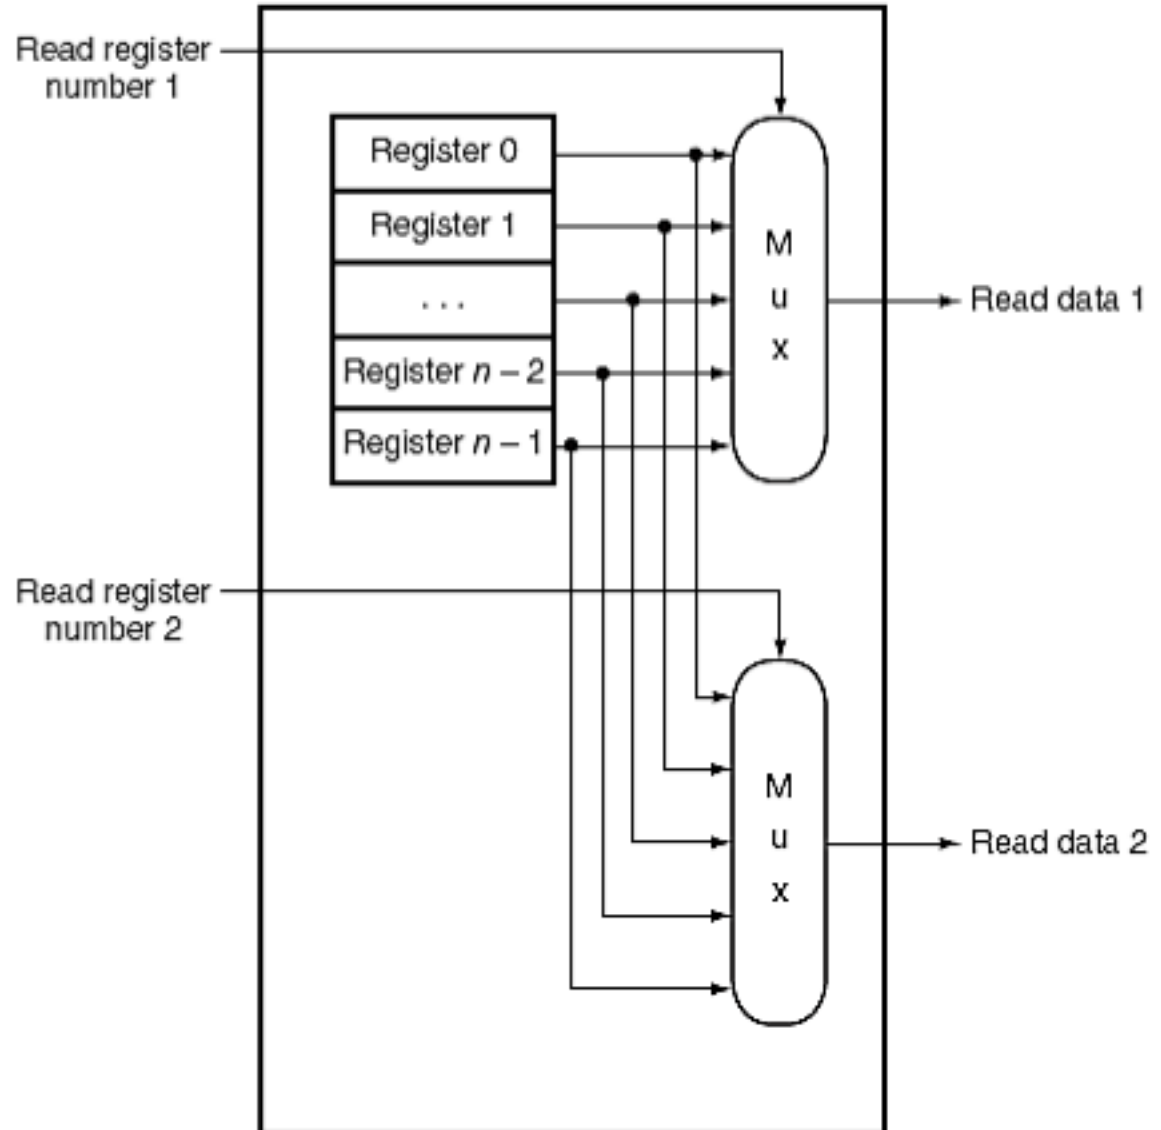 Read register
number 1
Register 0
Register 1
. . .
Register n – 2
Register n – 1
M
u
x
Read data 1
Read register
number 2
M
u
x
Read data 2